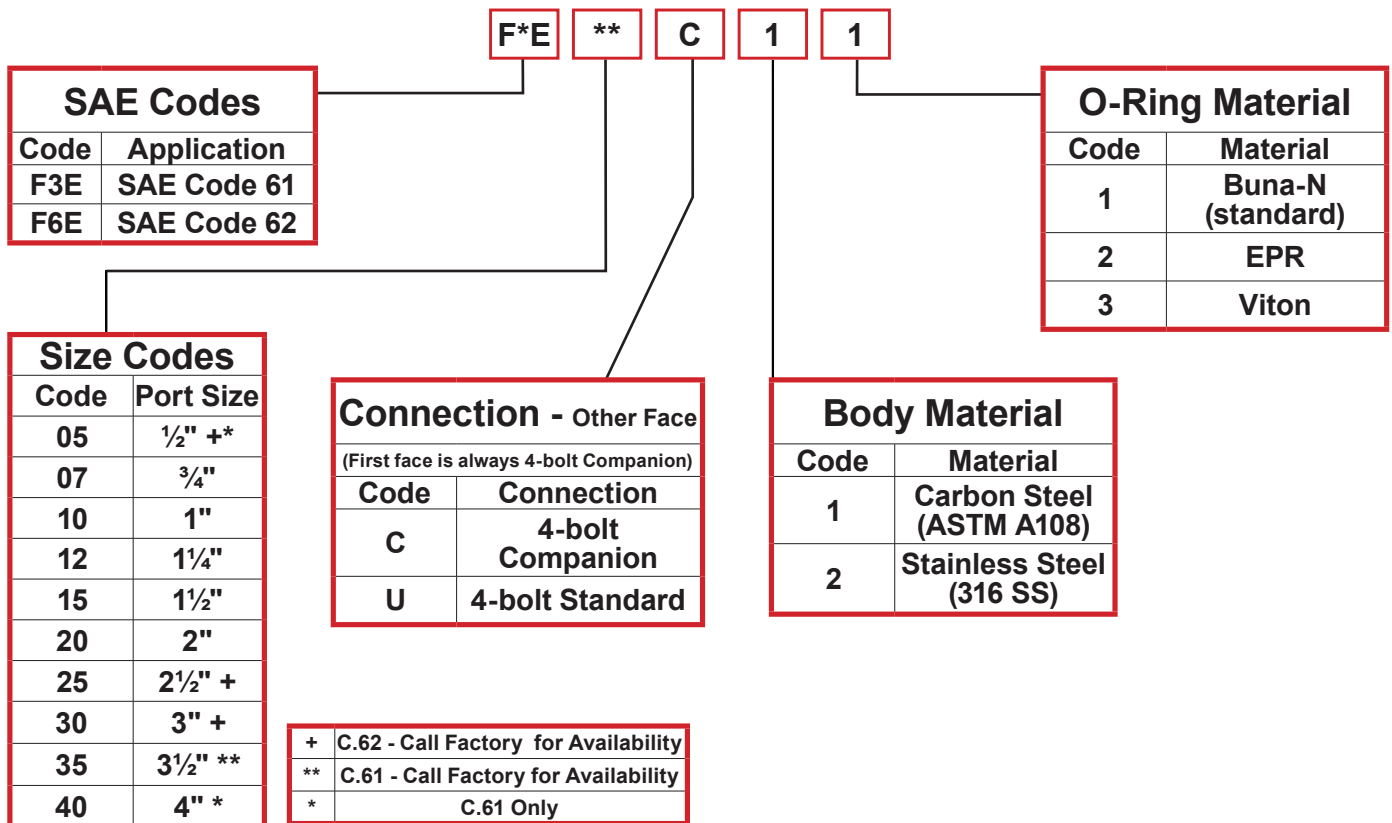 F*E ** C 1 1
SAE Codes
Code Application
F3E SAE Code 61
F6E SAE Code 62
O-Ring Material
Code Material
1 Buna-N
(standard)
2 EPR
3 Viton
Size Codes
Code Port Size
05 ½" +*
07 ¾"
10 1"
12 1¼"
15 1½"
20 2"
25 2½" +
30 3" +
35 3½" **
40 4" *
Connection - Other Face
(First face is always 4-bolt Companion)
Code Connection
C 4-bolt
Companion
U 4-bolt Standard
Body Material
Code Material
1 Carbon Steel
(ASTM A108)
2 Stainless Steel
(316 SS)
+ C.62 - Call Factory for Availability
** C.61 - Call Factory for Availability
* C.61 Only